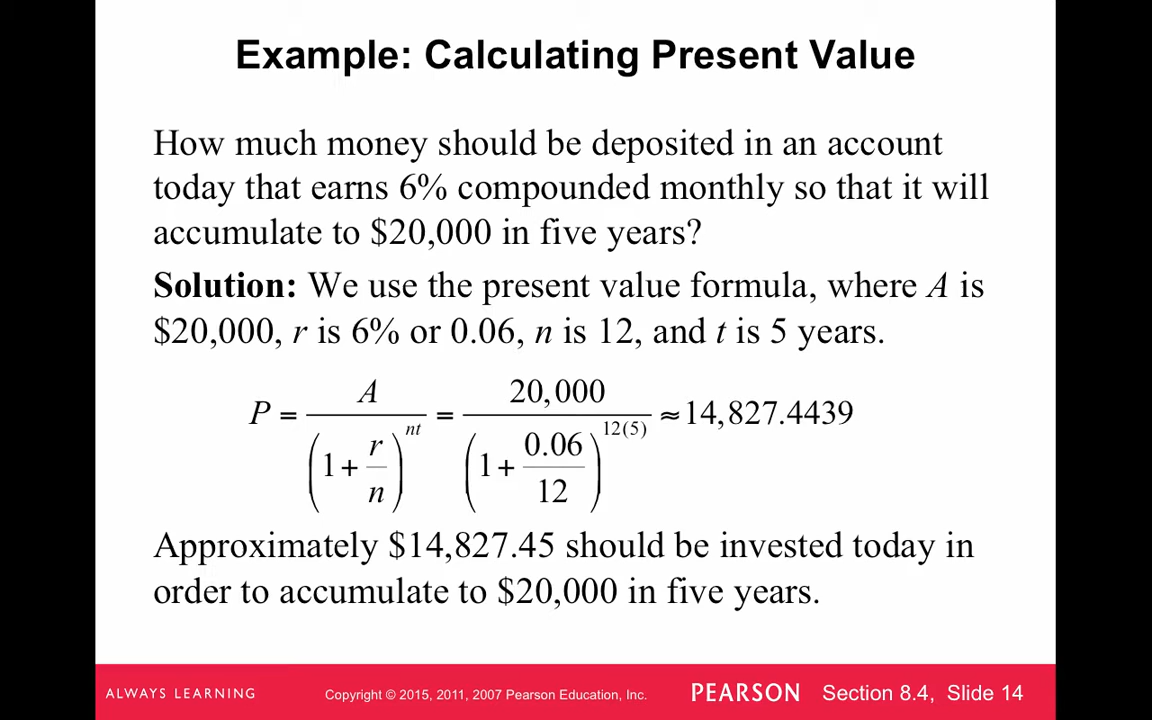 Example: Calculating Present Value
How much money should be deposited in an account
today that earns 6% compounded monthly so that it will
accumulate to $20,000 in five years?
Solution: We use the present value formula, where A is
$20,000, r is 6% or 0.06, n is 12, and t is 5 years.
P = A / (1 + r/n)^nt = 20,000 / (1 + 0.06/12)^12(5) ≈ 14,827.4439
Approximately $14,827.45 should be invested today in
order to accumulate to $20,000 in five years.
ALWAYS LEARNING Copyright © 2015, 2011, 2007 Pearson Education, Inc. PEARSON Section 8.4, Slide 14